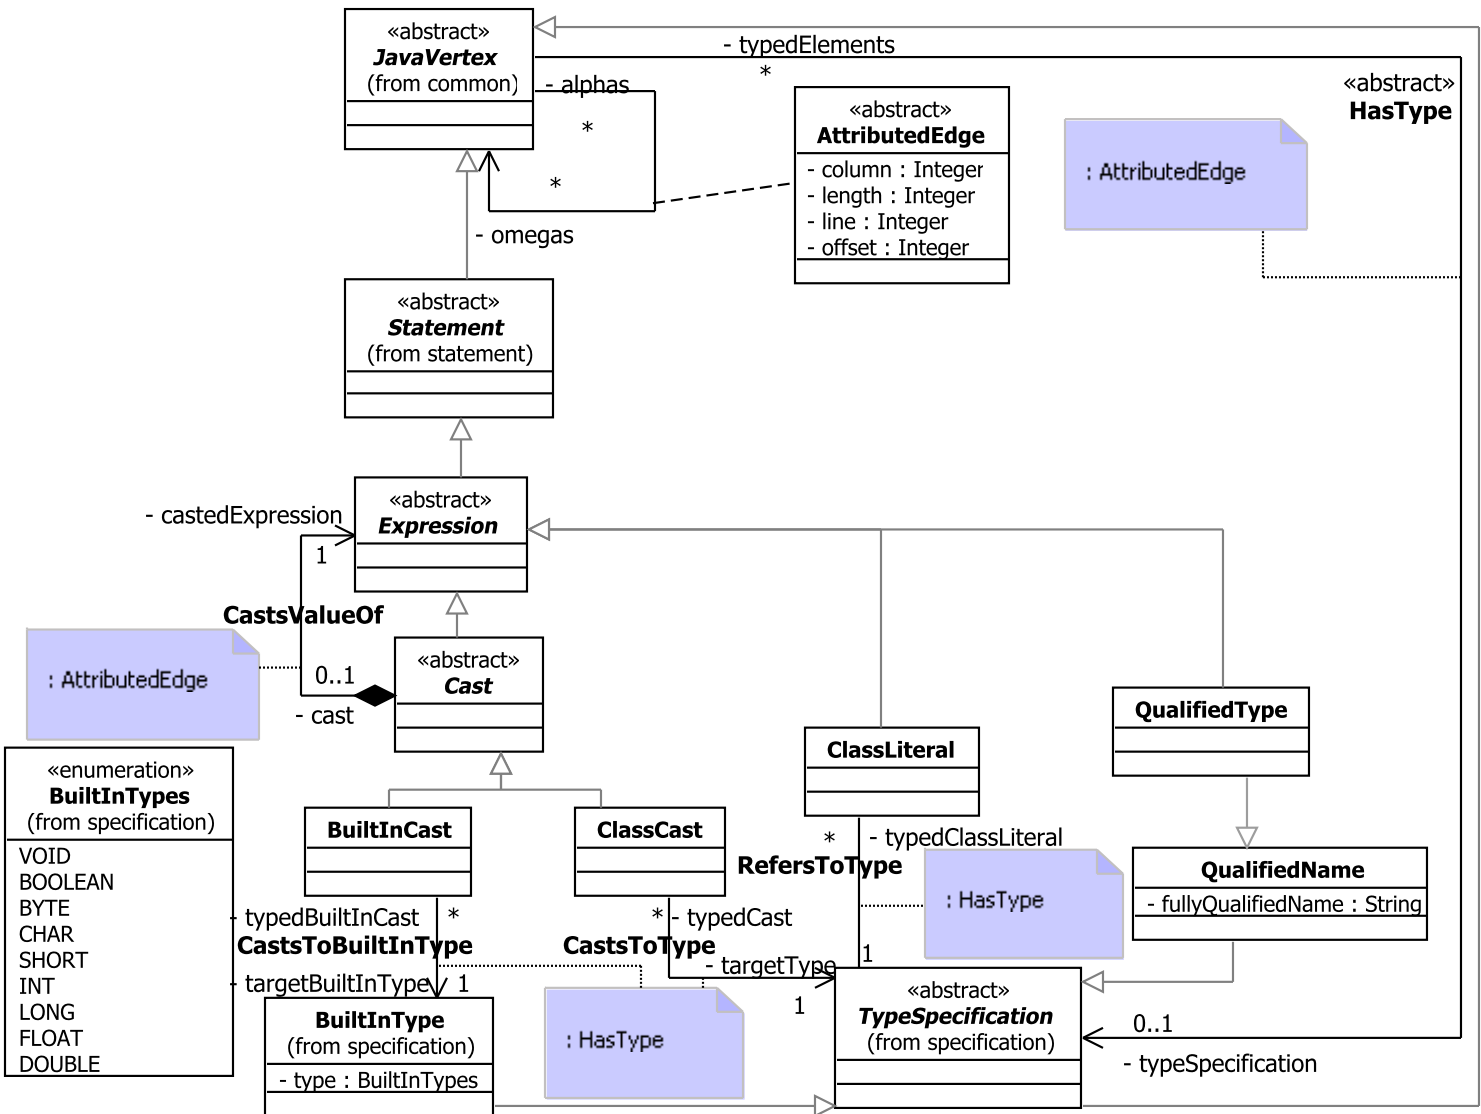 «abstract»
JavaVertex
(from common)
- typedElements
*
- alphas
*
*
- omegas
«abstract»
AttributedEdge
- column : Integer
- length : Integer
- line : Integer
- offset : Integer
«abstract»
HasType
: AttributedEdge
«abstract»
Statement
(from statement)
«abstract»
Expression
- castedExpression
1
CastsValueOf
: AttributedEdge
0..1
- cast
«abstract»
Cast
QualifiedType
ClassLiteral
«enumeration»
BuiltInTypes
(from specification)
VOID
BOOLEAN
BYTE
CHAR
SHORT
INT
LONG
FLOAT
DOUBLE
BuiltInCast
ClassCast
*
- typedClassLiteral
RefersToType
: HasType
QualifiedName
- fullyQualifiedName : String
- typedBuiltInCast
*
CastsToBuiltInType
- targetBuiltInType
1
*
- typedCast
CastsToType
- targetType
1
1
: HasType
BuiltInType
(from specification)
- type : BuiltInTypes
«abstract»
TypeSpecification
(from specification)
0..1
- typeSpecification